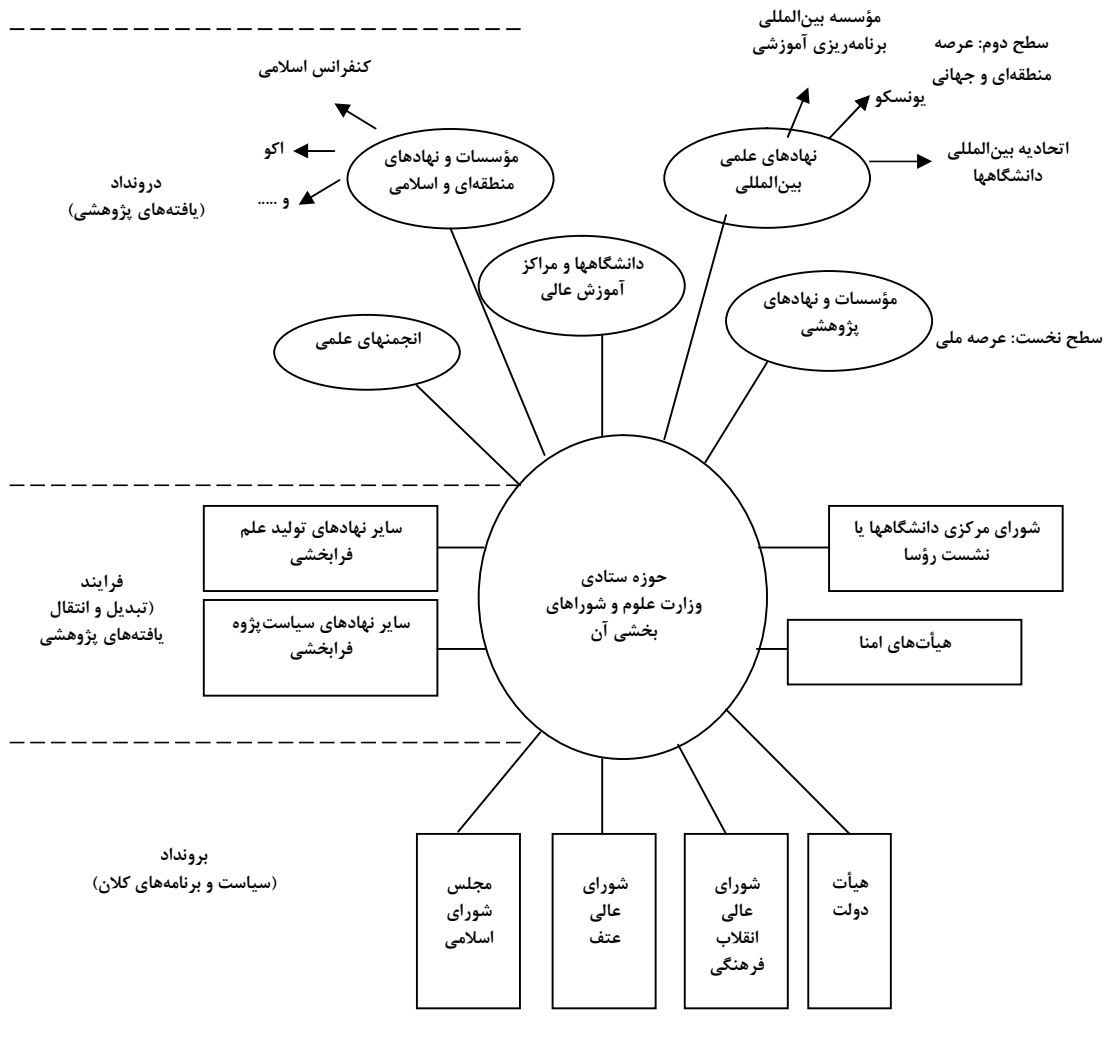 مؤسسه بین‌المللی
برنامه‌ریزی آموزشی
سطح دوم: عرصه
منطقه‌ای و جهانی
یونسکو
کنفرانس اسلامی
اکو
و .....
مؤسسات و نهادهای
منطقه‌ای و اسلامی
نهادهای علمی
بین‌المللی
اتحادیه بین‌المللی
دانشگاهها
درونداد
(یافته‌های پژوهشی)
دانشگاهها و مراکز
آموزش عالی
مؤسسات و نهادهای
پژوهشی
سطح نخست: عرصه ملی
انجمنهای علمی
شورای مرکزی دانشگاهها یا
نشست رؤسا
سایر نهادهای تولید علم
فرابخشی
حوزه ستادی
وزارت علوم و شوراهای
بخشی آن
فرایند
(تبدیل و انتقال
یافته‌های پژوهشی
هیأت‌های امنا
سایر نهادهای سیاست‌پژوه
فرابخشی
برونداد
(سیاست و برنامه‌های کلان)
هیأت
دولت
شورای
عالی
انقلاب
فرهنگی
شورای
عالی
عتف
مجلس
شورای
اسلامی